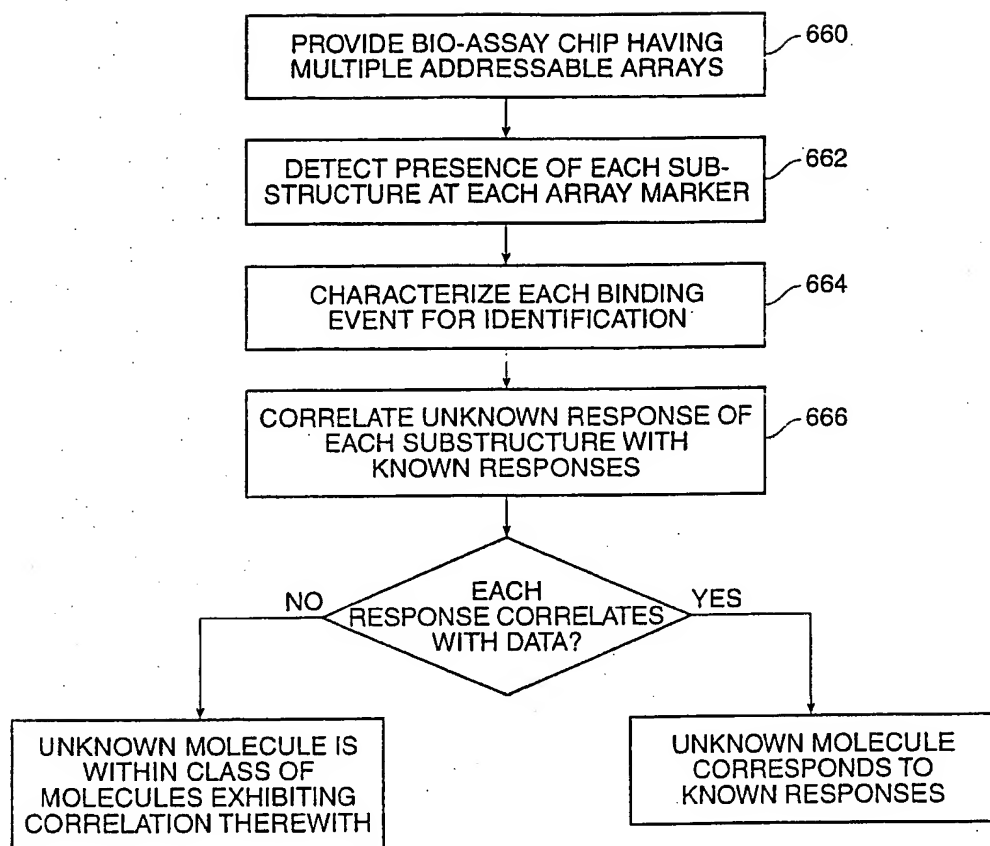 PROVIDE BIO-ASSAY CHIP HAVING
MULTIPLE ADDRESSABLE ARRAYS
660
DETECT PRESENCE OF EACH SUB-
STRUCTURE AT EACH ARRAY MARKER
662
CHARACTERIZE EACH BINDING
EVENT FOR IDENTIFICATION
664
CORRELATE UNKNOWN RESPONSE OF
EACH SUBSTRUCTURE WITH
KNOWN RESPONSES
666
EACH
RESPONSE CORRELATES
WITH DATA?
NO
YES
UNKNOWN MOLECULE IS
WITHIN CLASS OF
MOLECULES EXHIBITING
CORRELATION THEREWITH
UNKNOWN MOLECULE
CORRESPONDS TO
KNOWN RESPONSES